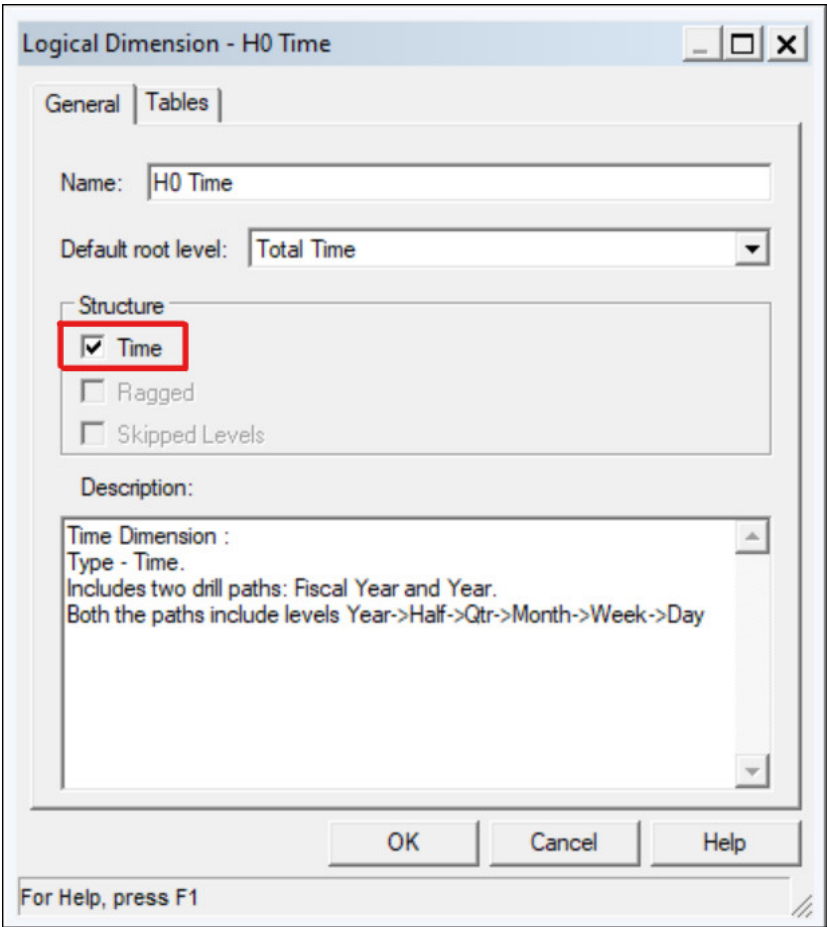 Logical Dimension - H0 Time
General Tables
Name: H0 Time
Default root level: Total Time
Structure
Time
Ragged
Skipped Levels
Description:
Time Dimension :
Type - Time.
Includes two drill paths: Fiscal Year and Year.
Both the paths include levels Year->Half->Qtr->Month->Week->Day
OK Cancel Help
For Help, press F1